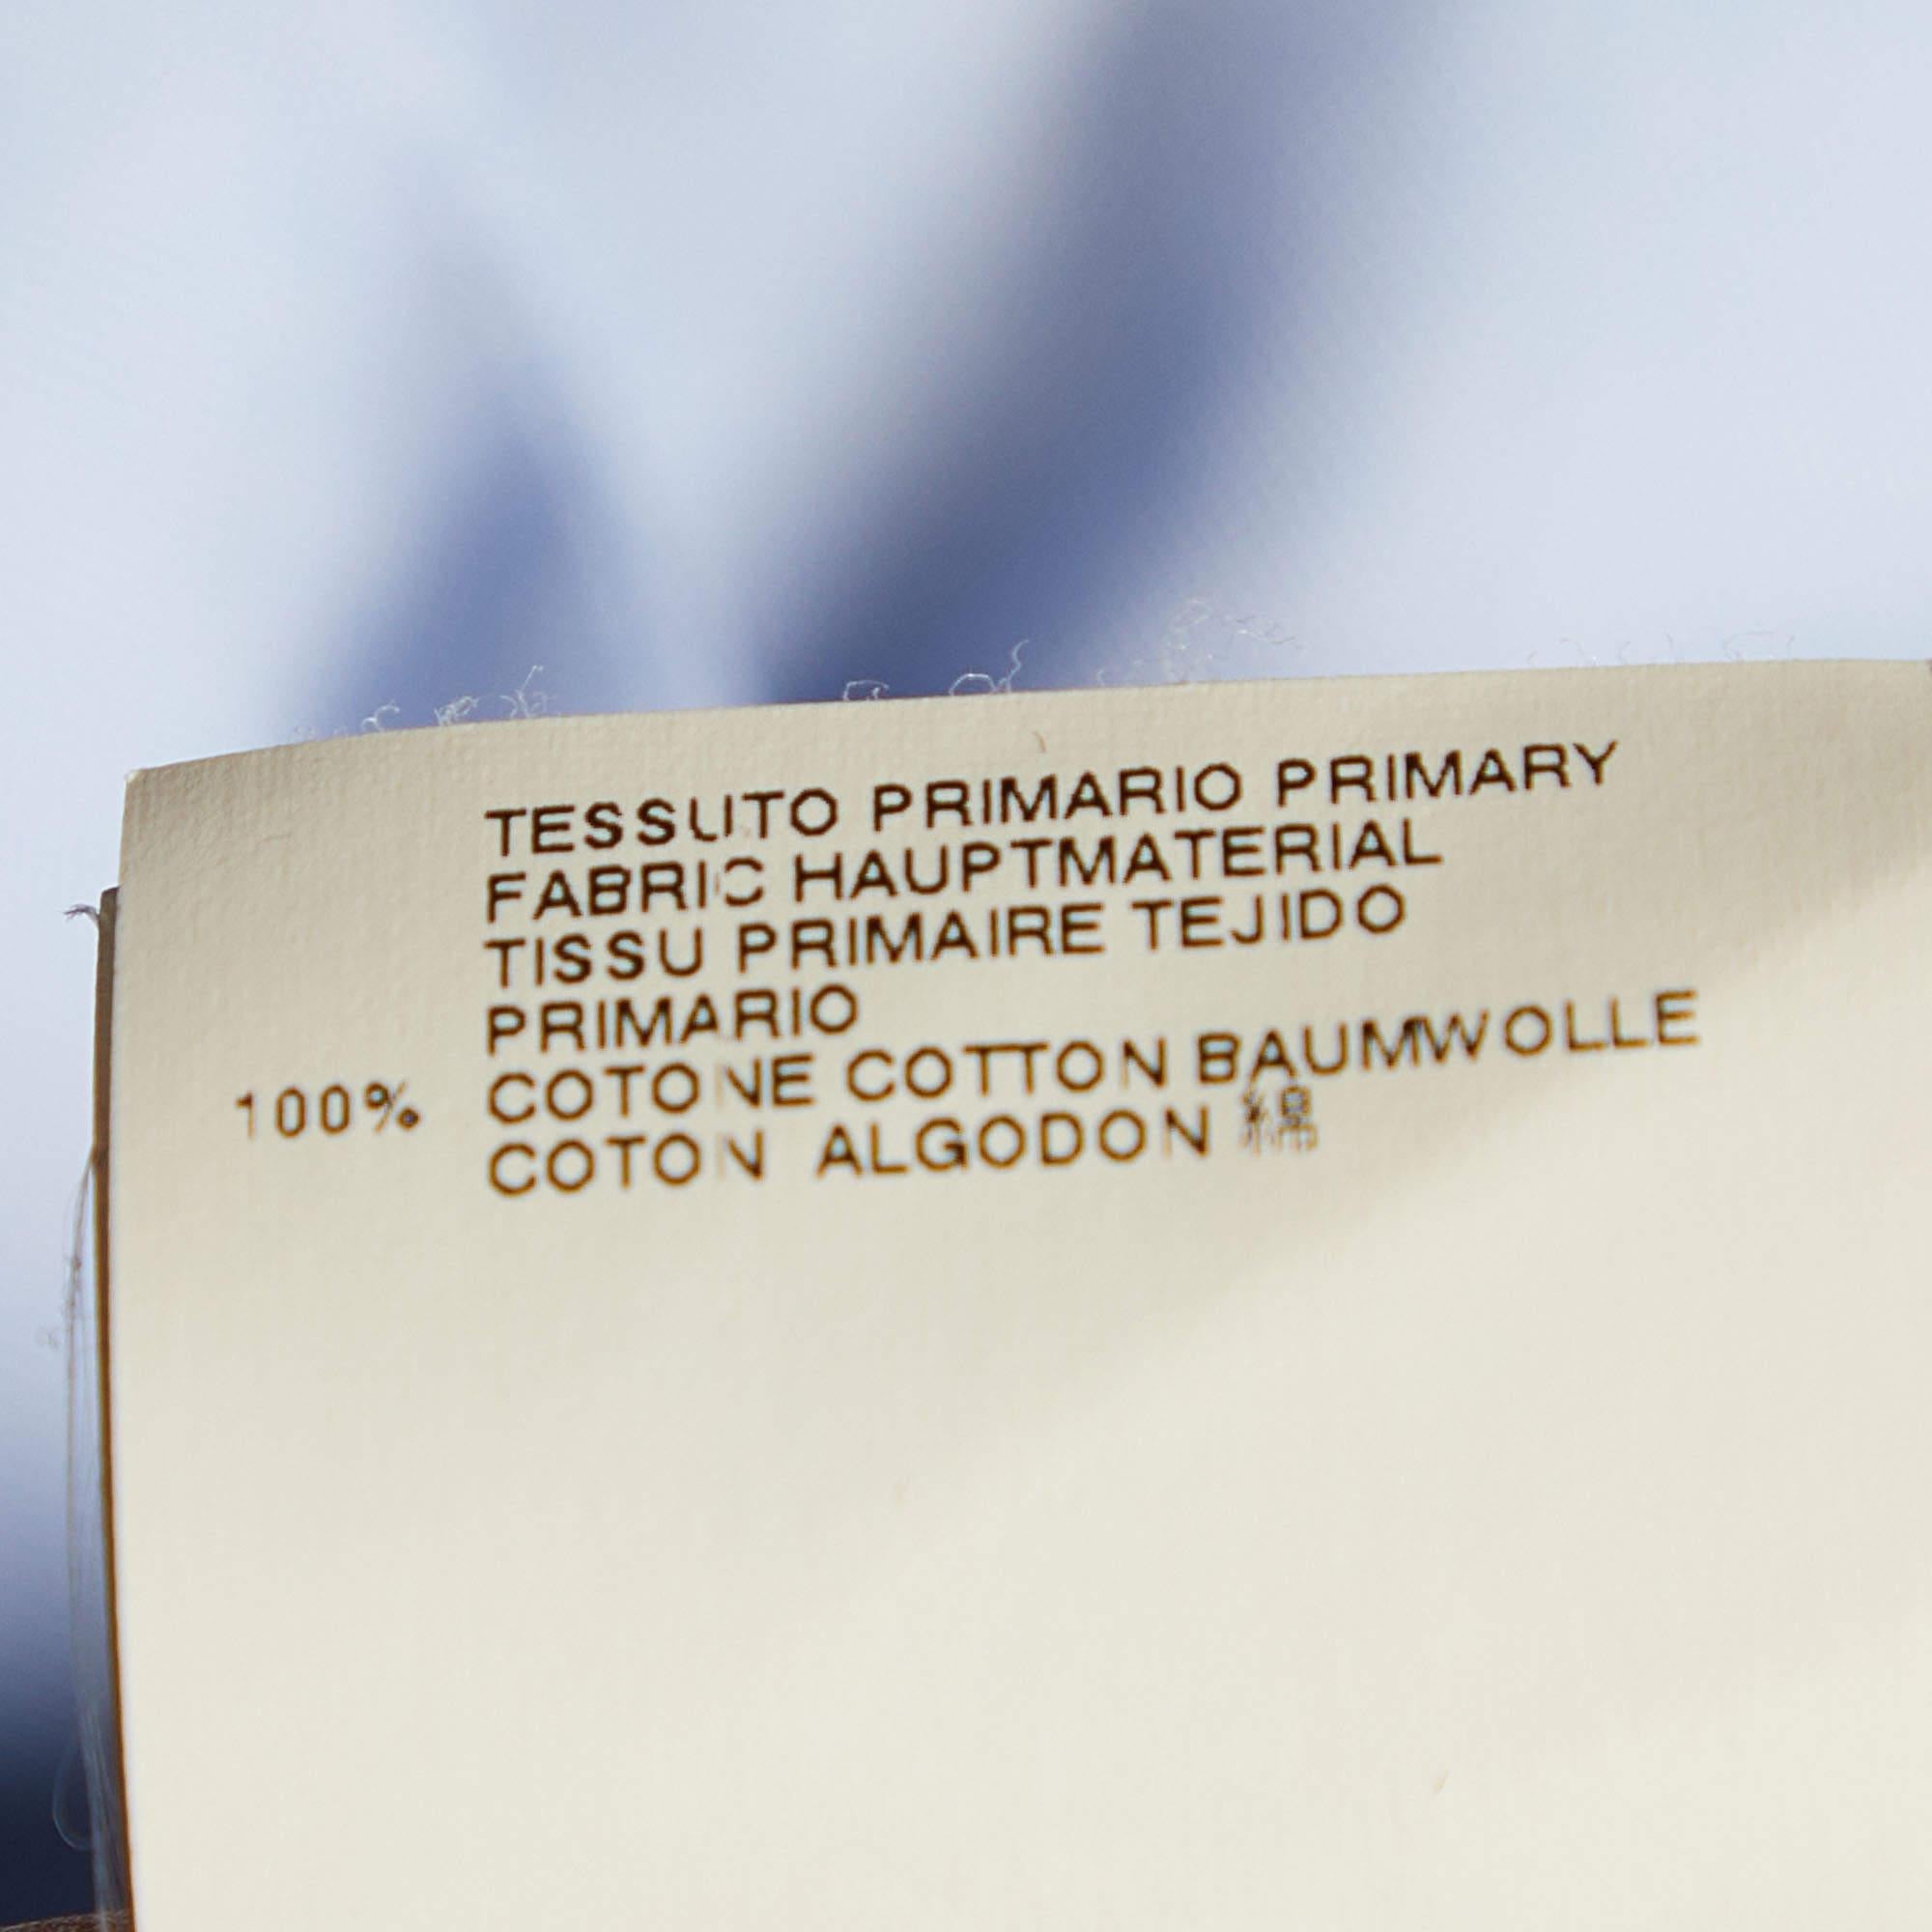 TESSUTO PRIMARIO PRIMARY
FABRIC HAUPTMATERIAL
TISSU PRIMAIRE TEJIDO
PRIMARIO
100% COTONE COTTON BAUMWOLLE
COTON ALGODON 綿